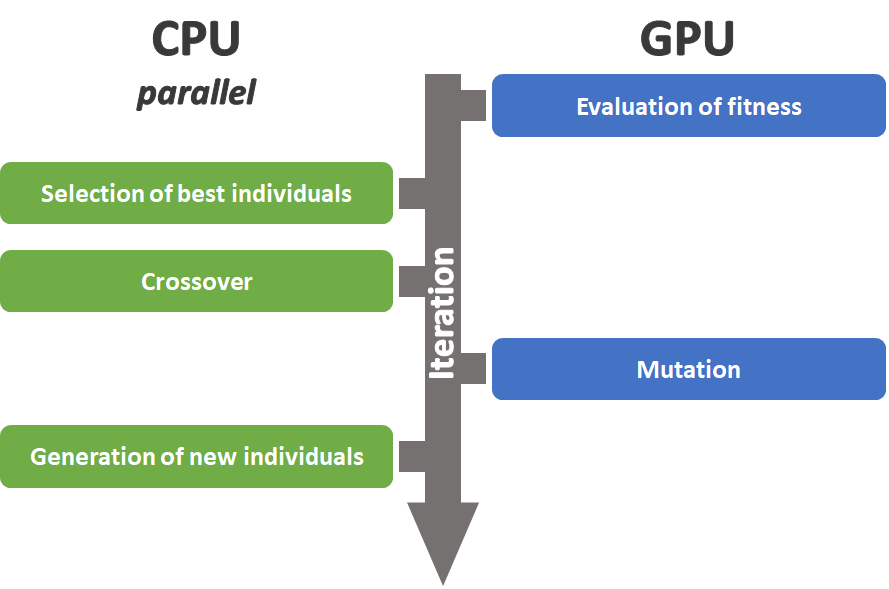 CPU
GPU
parallel
Evaluation of fitness
Selection of best individuals
Crossover
Iteration
Mutation
Generation of new individuals